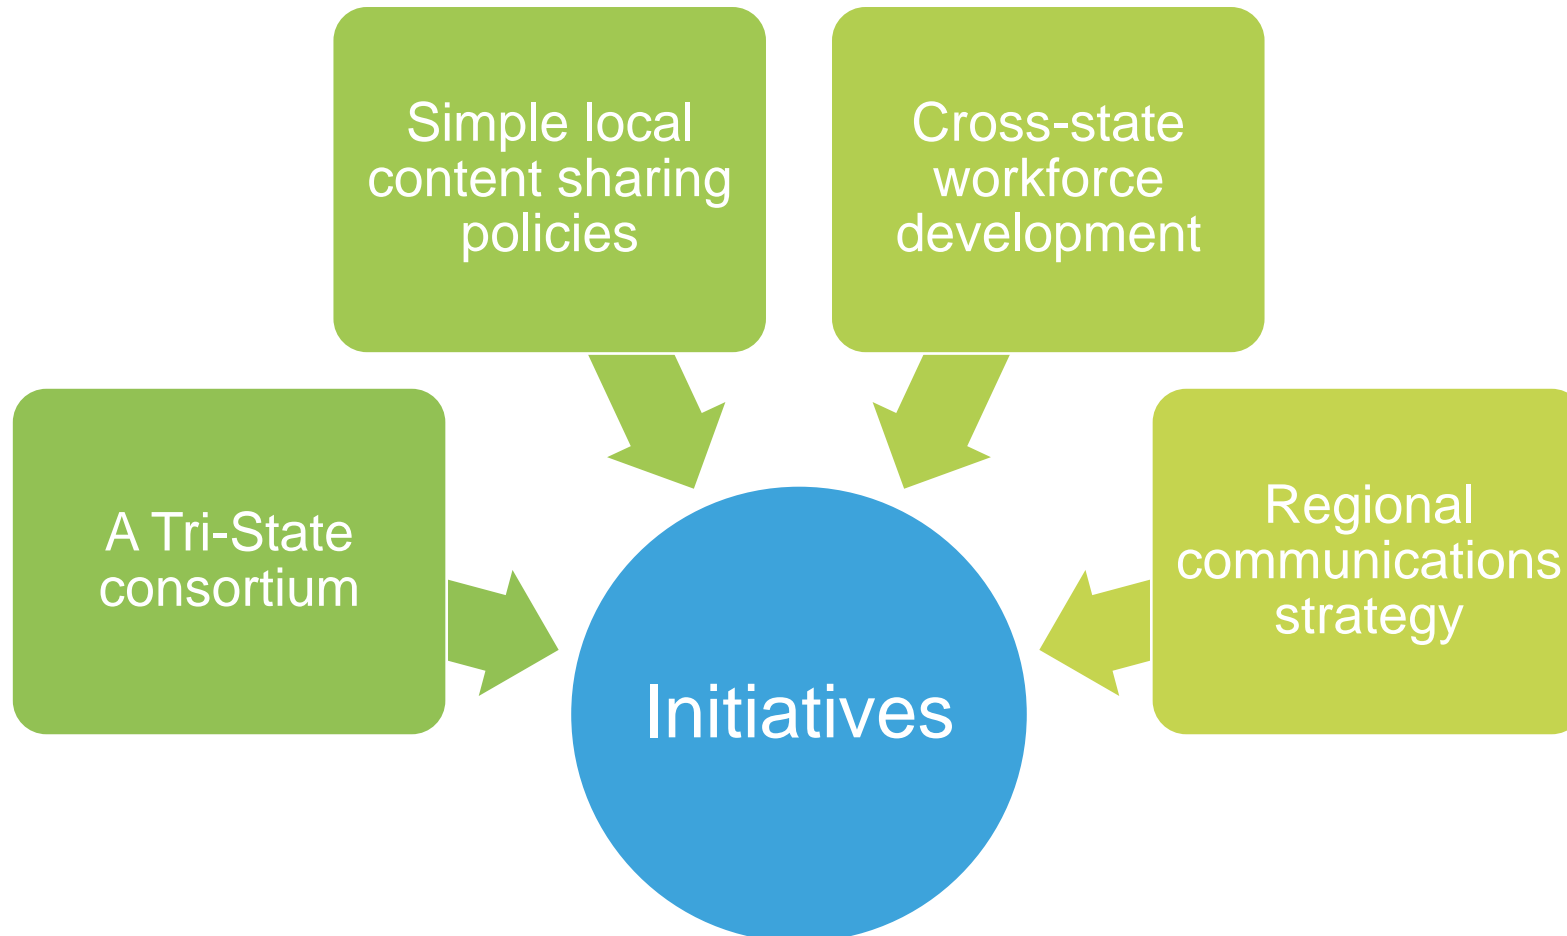 Simple local
content sharing
policies
Cross-state
workforce
development
A Tri-State
consortium
Regional
communications
strategy
Initiatives